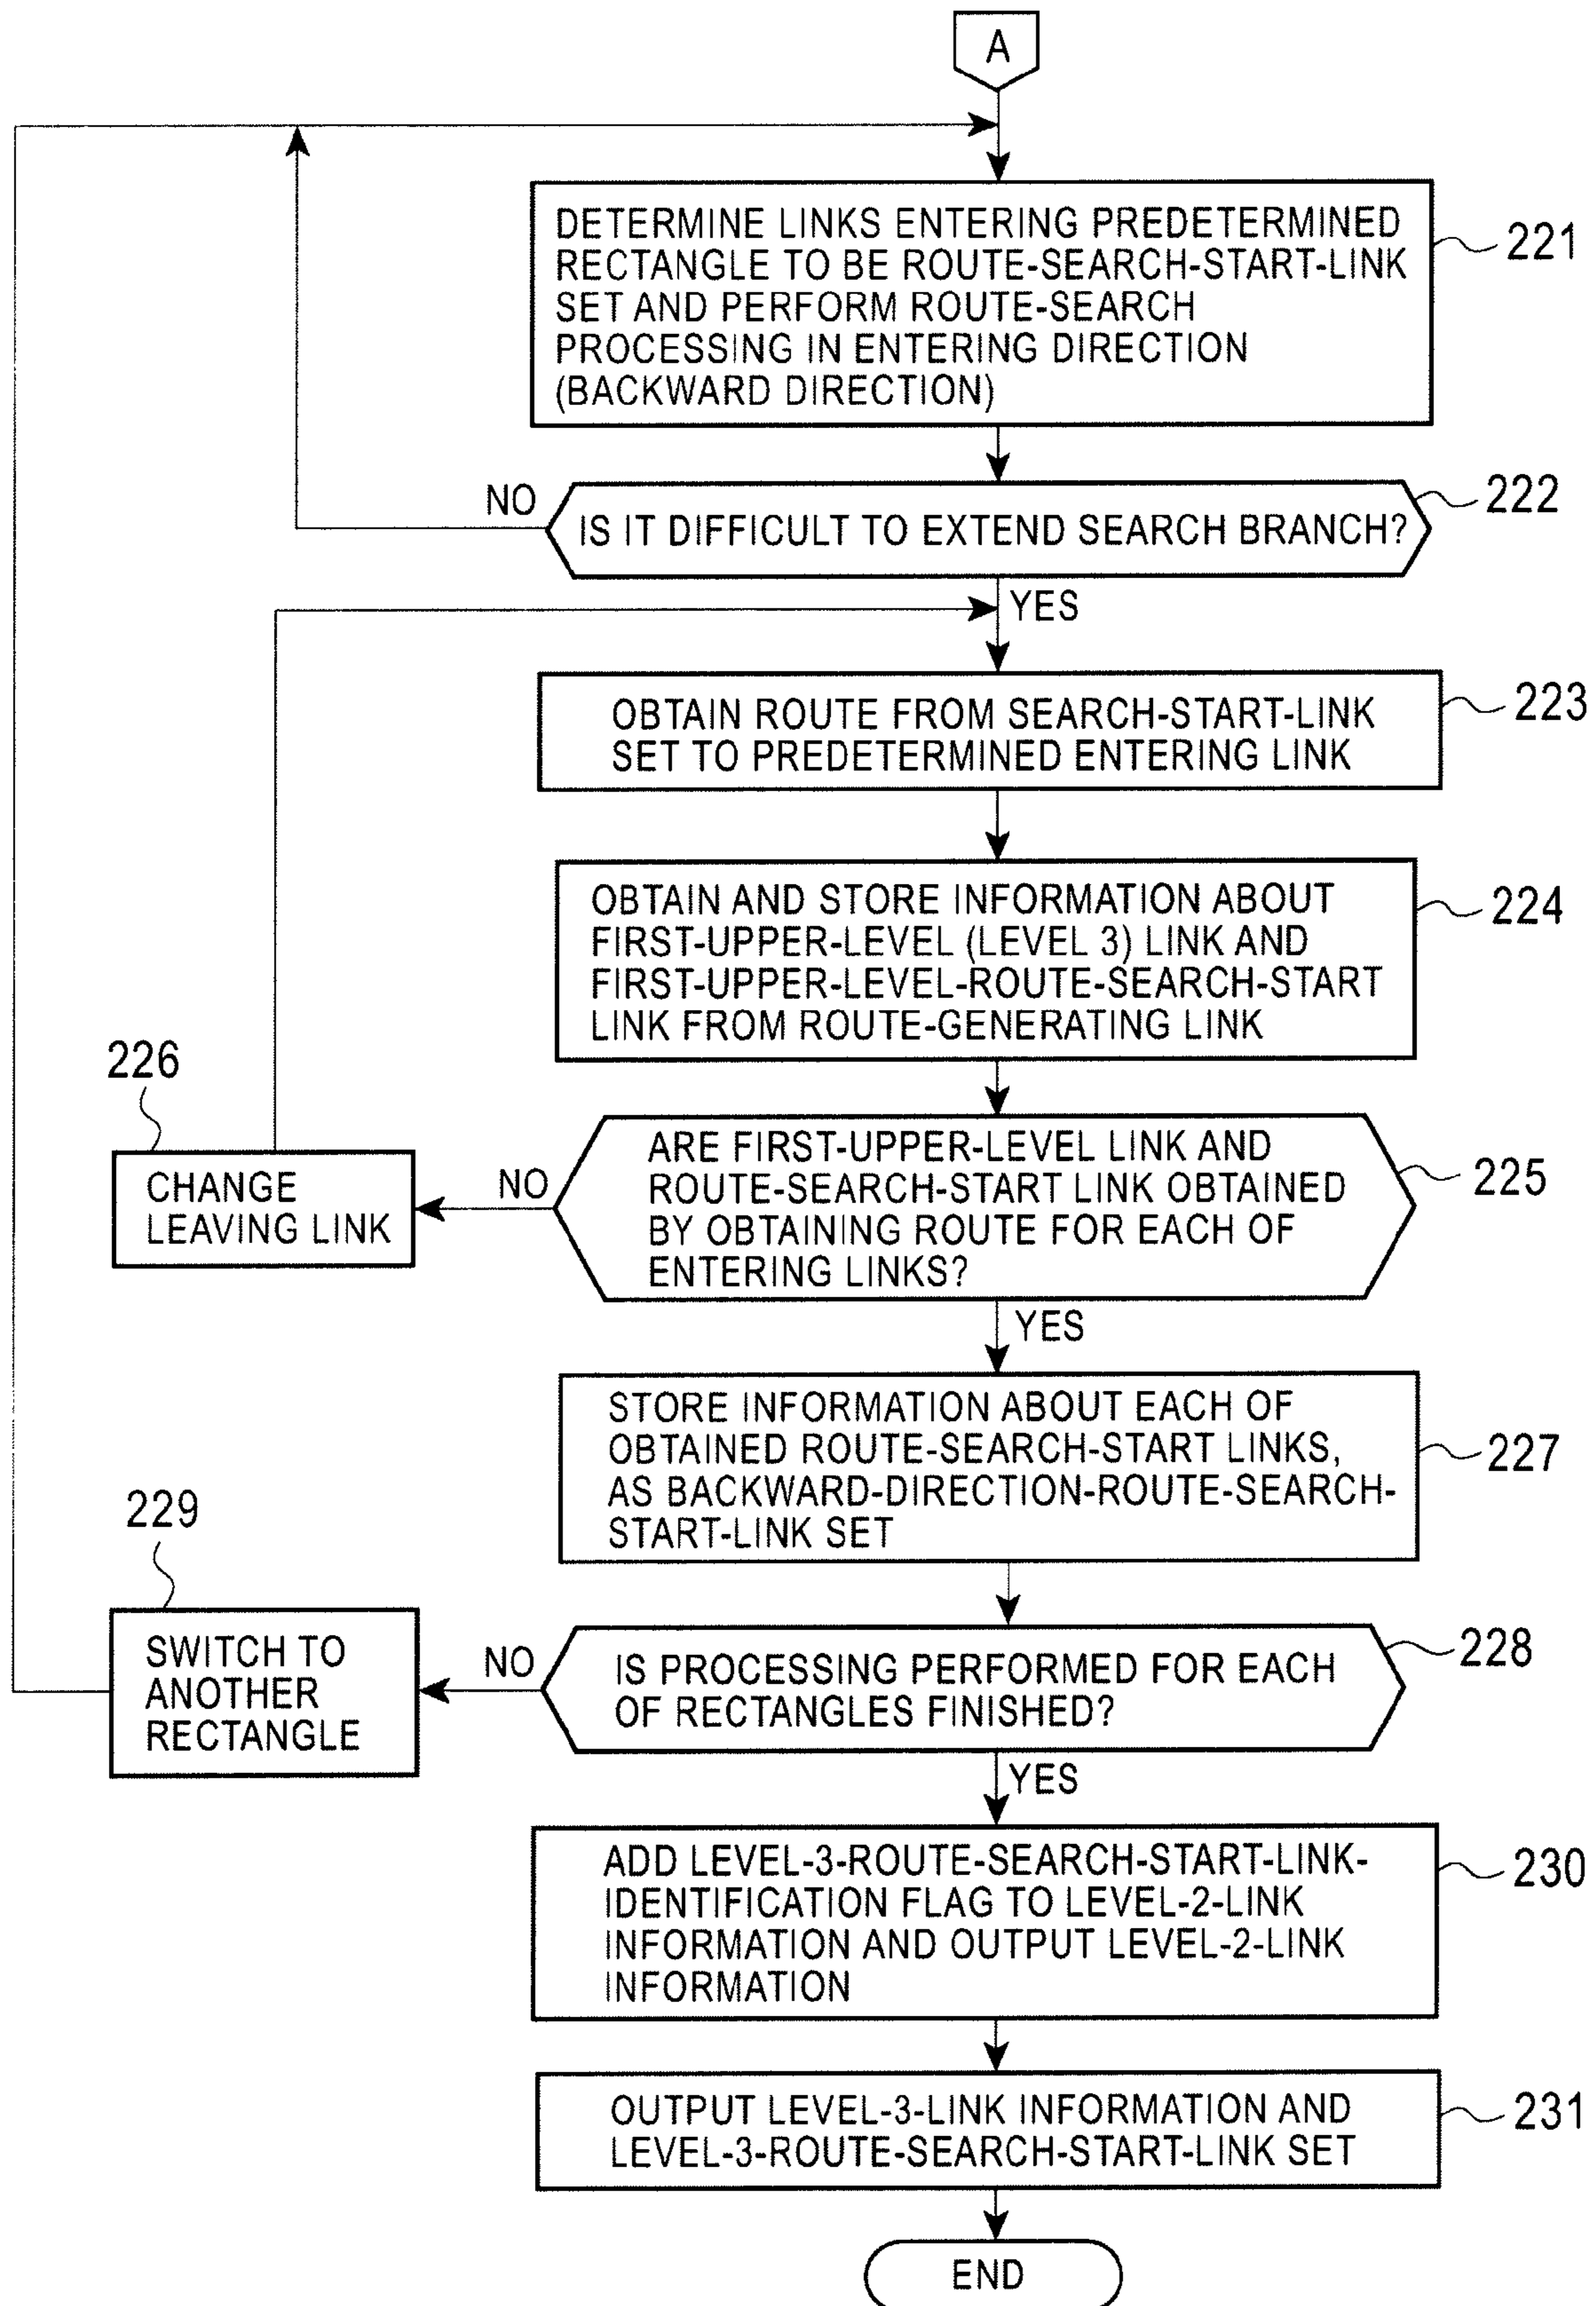 A
DETERMINE LINKS ENTERING PREDETERMINED
RECTANGLE TO BE ROUTE-SEARCH-START-LINK
SET AND PERFORM ROUTE-SEARCH
PROCESSING IN ENTERING DIRECTION
(BACKWARD DIRECTION)
221
NO
IS IT DIFFICULT TO EXTEND SEARCH BRANCH?
222
YES
OBTAIN ROUTE FROM SEARCH-START-LINK
SET TO PREDETERMINED ENTERING LINK
223
OBTAIN AND STORE INFORMATION ABOUT
FIRST-UPPER-LEVEL (LEVEL 3) LINK AND
FIRST-UPPER-LEVEL-ROUTE-SEARCH-START
LINK FROM ROUTE-GENERATING LINK
224
226
CHANGE
LEAVING LINK
NO
ARE FIRST-UPPER-LEVEL LINK AND
ROUTE-SEARCH-START LINK OBTAINED
BY OBTAINING ROUTE FOR EACH OF
ENTERING LINKS?
225
YES
STORE INFORMATION ABOUT EACH OF
OBTAINED ROUTE-SEARCH-START LINKS,
AS BACKWARD-DIRECTION-ROUTE-SEARCH-
START-LINK SET
227
229
SWITCH TO
ANOTHER
RECTANGLE
NO
IS PROCESSING PERFORMED FOR EACH
OF RECTANGLES FINISHED?
228
YES
ADD LEVEL-3-ROUTE-SEARCH-START-LINK-
IDENTIFICATION FLAG TO LEVEL-2-LINK
INFORMATION AND OUTPUT LEVEL-2-LINK
INFORMATION
230
OUTPUT LEVEL-3-LINK INFORMATION AND
LEVEL-3-ROUTE-SEARCH-START-LINK SET
231
END